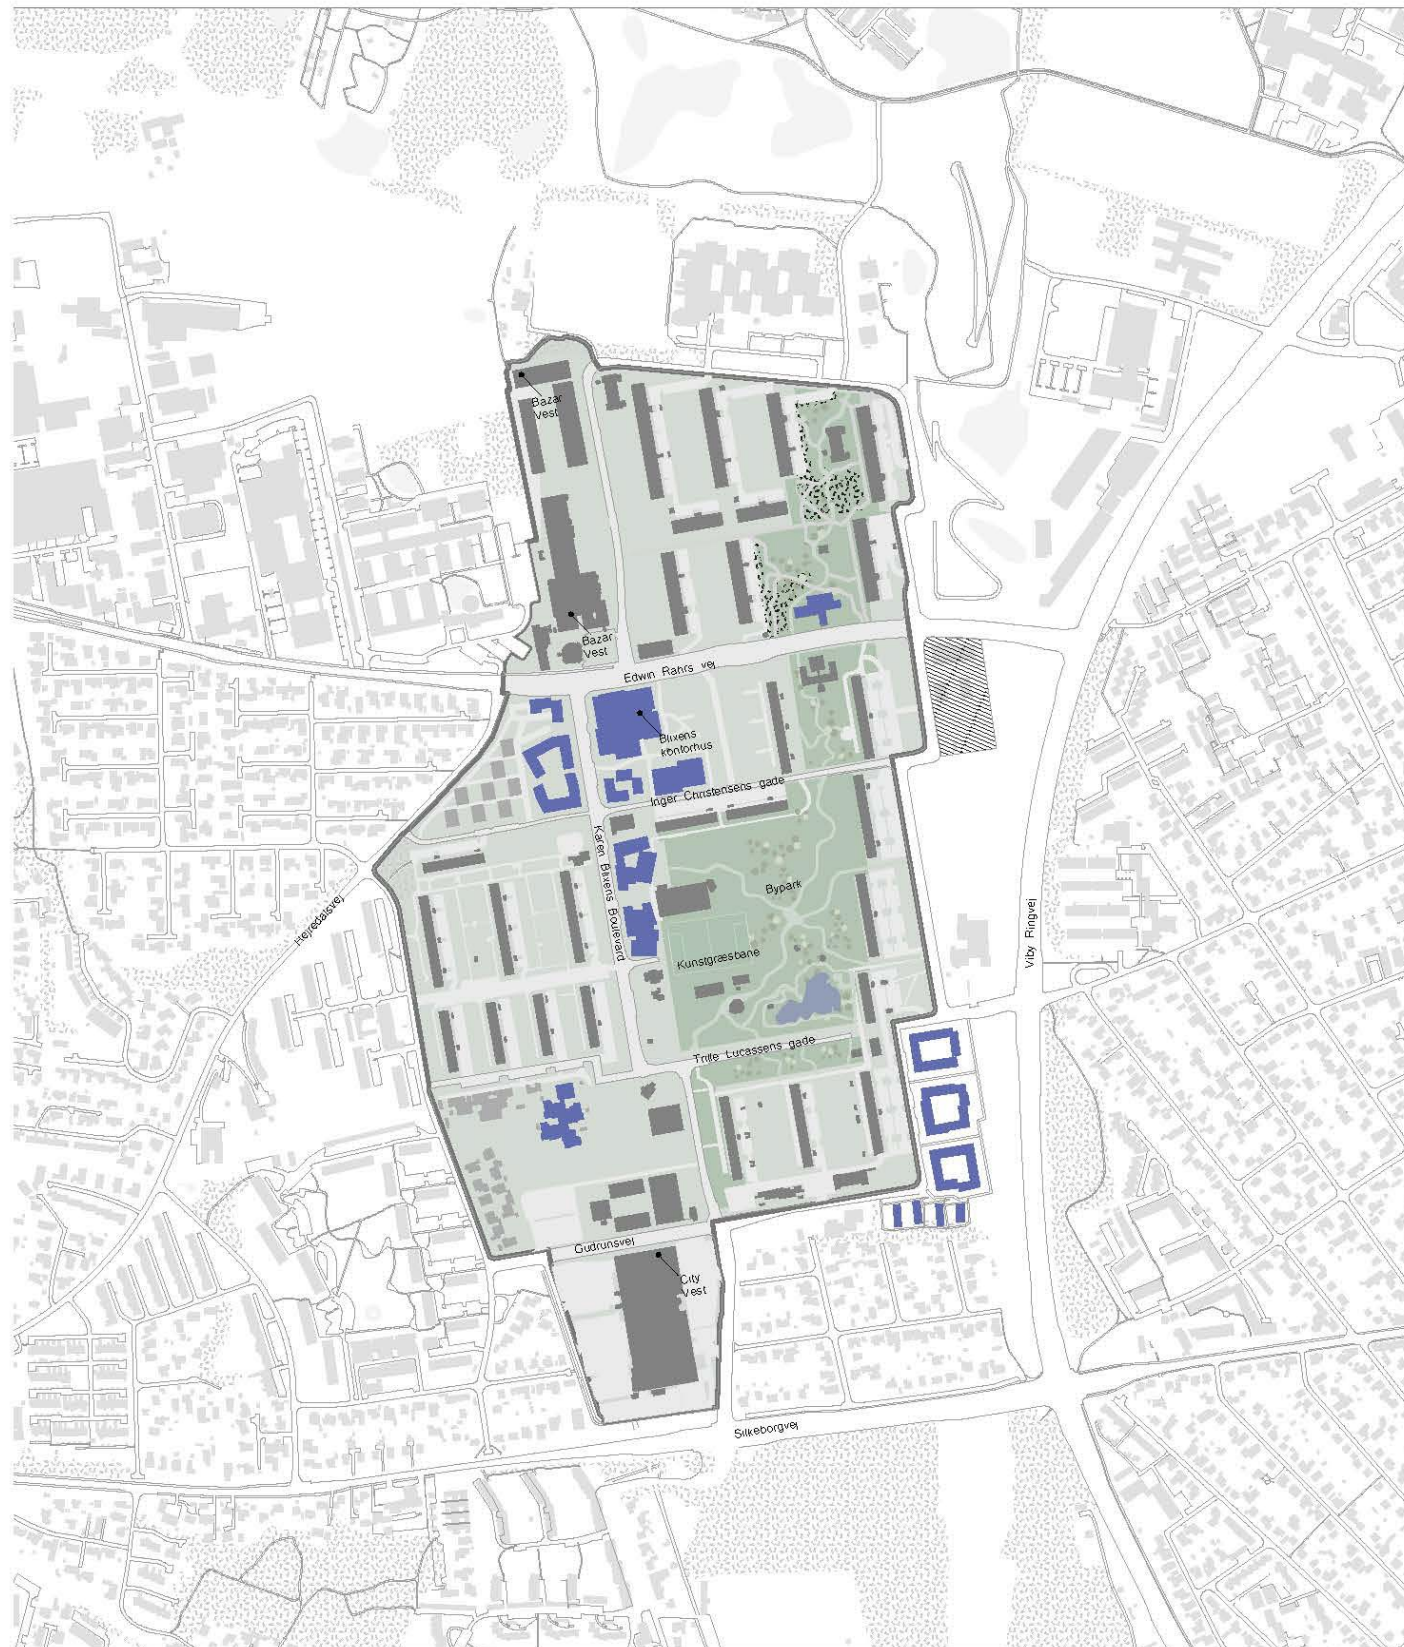 Bazar
Vest
Bazar
Vest
Edwin Rahrs vej
Blixens
kontorhus
Inger Christensens gade
Karen Blixens Boulevard
Bypark
Hejredalsvej
Viby Ringvej
Kunstgræsbane
Trille Lucassens gade
Gudrunsvej
City
Vest
Silkeborgvej